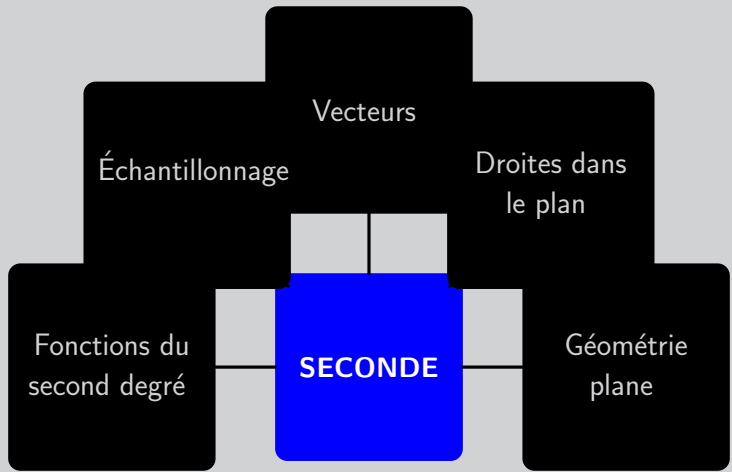 Vecteurs
Échantillonnage
Droites dans
le plan
Fonctions du
second degré
SECONDE
Géométrie
plane